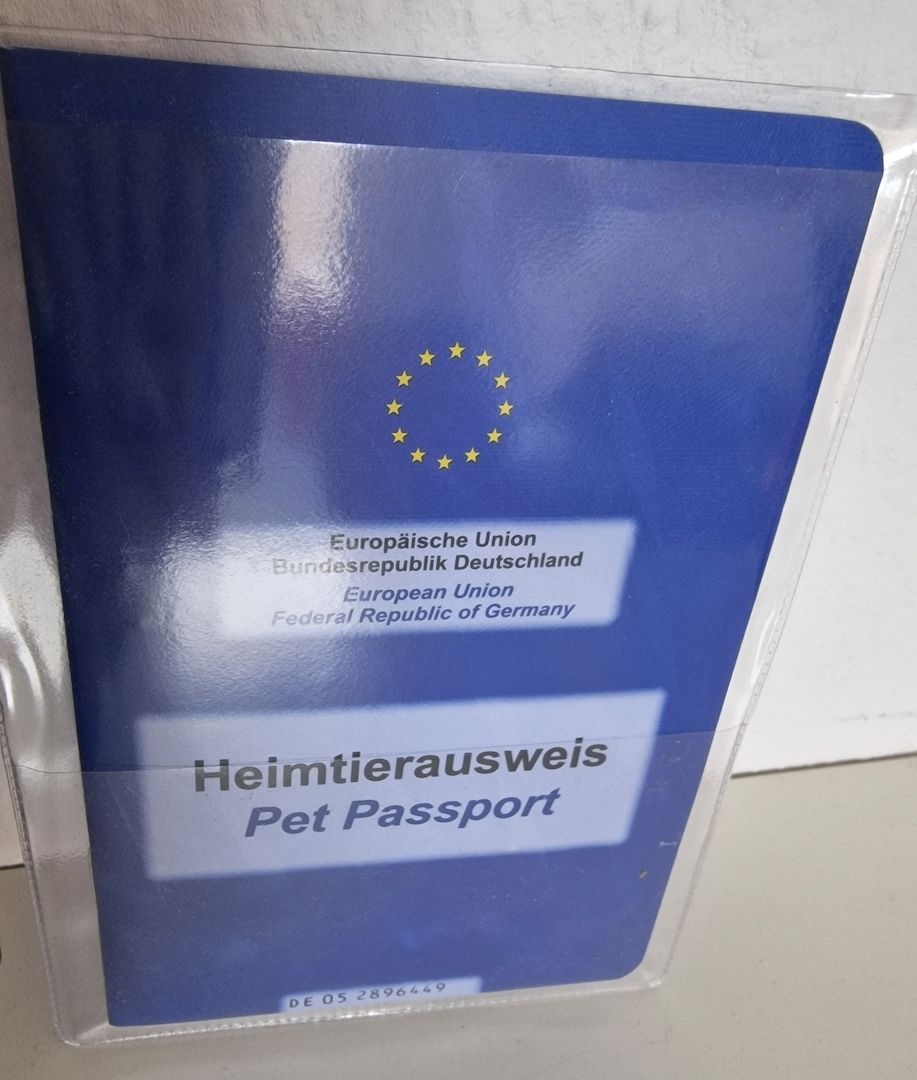 Europäische Union
Bundesrepublik Deutschland
European Union
Federal Republic of Germany
Heimtierausweis
Pet Passport
DE 05 2896449